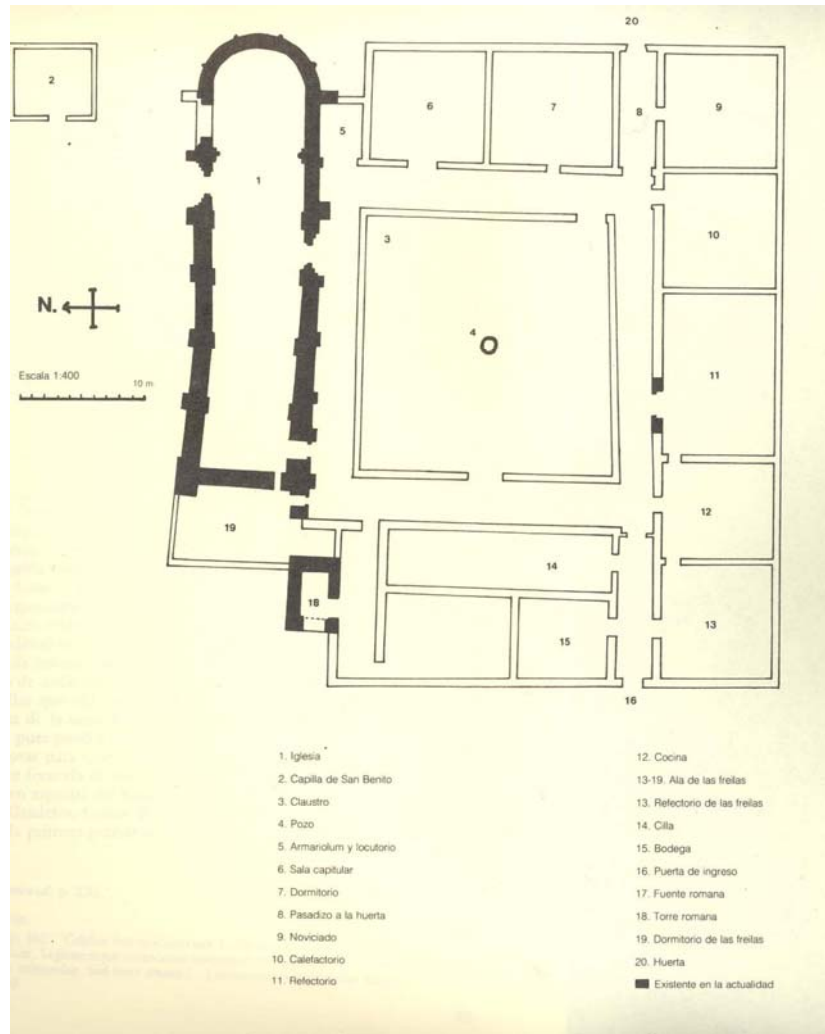 20
2
6
7
8
9
5
1
3
10
N.
4
Escala 1:400
10 m
11
12
19
14
18
15
13
16
1. Iglesia
2. Capilla de San Benito
3. Claustro
4. Pozo
5. Armariolum y locutorio
6. Sala capitular
7. Dormitorio
8. Pasadizo a la huerta
9. Noviciado
10. Calefactorio
11. Refectorio
12. Cocina
13-19. Ala de las freilas
13. Refectorio de las freilas
14. Cilla
15. Bodega
16. Puerta de ingreso
17. Fuente romana
18. Torre romana
19. Dormitorio de las freilas
20. Huerta
Existente en la actualidad